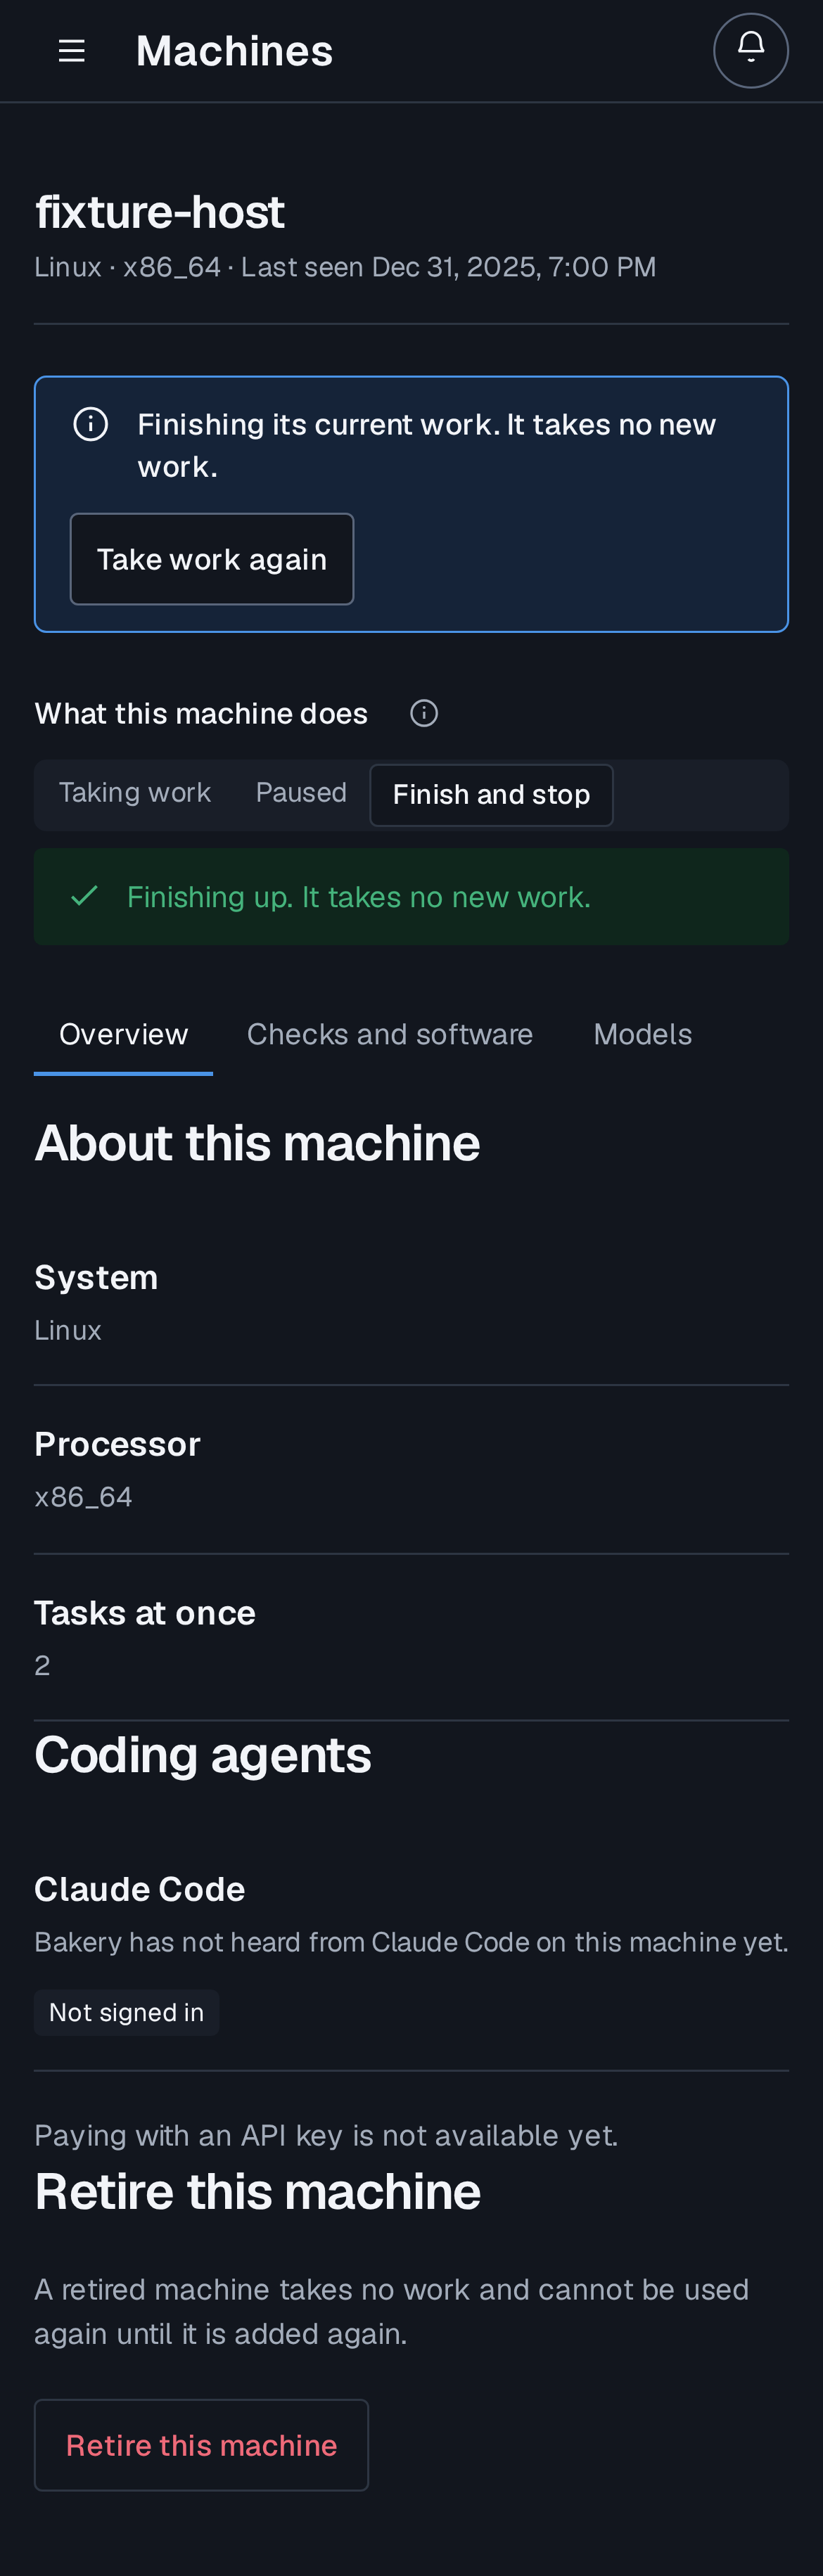 Machines
fixture-host
Linux · x86_64 · Last seen Dec 31, 2025, 7:00 PM
Finishing its current work. It takes no new
work.
Take work again
What this machine does
Taking work Paused Finish and stop
Finishing up. It takes no new work.
Overview Checks and software Models
About this machine
System
Linux
Processor
x86_64
Tasks at once
2
Coding agents
Claude Code
Bakery has not heard from Claude Code on this machine yet.
Not signed in
Paying with an API key is not available yet.
Retire this machine
A retired machine takes no work and cannot be used
again until it is added again.
Retire this machine